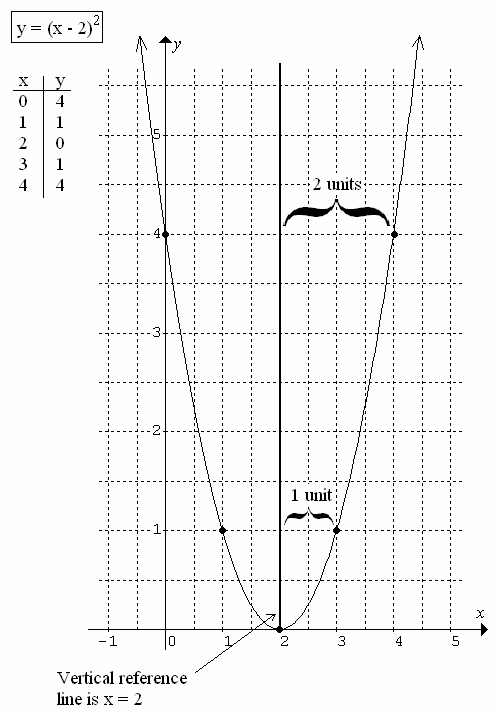 y = (x - 2)²
y
x y
0 4
1 1
2 0
3 1
4 4
5
2 units
4
3
2
1 unit
1
x
-1 0 1 2 3 4 5
Vertical reference
line is x = 2